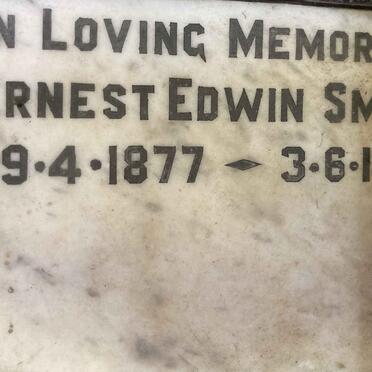 N LOVING MEMOR
RNEST EDWIN SM
9·4·1877 - 3·6·1